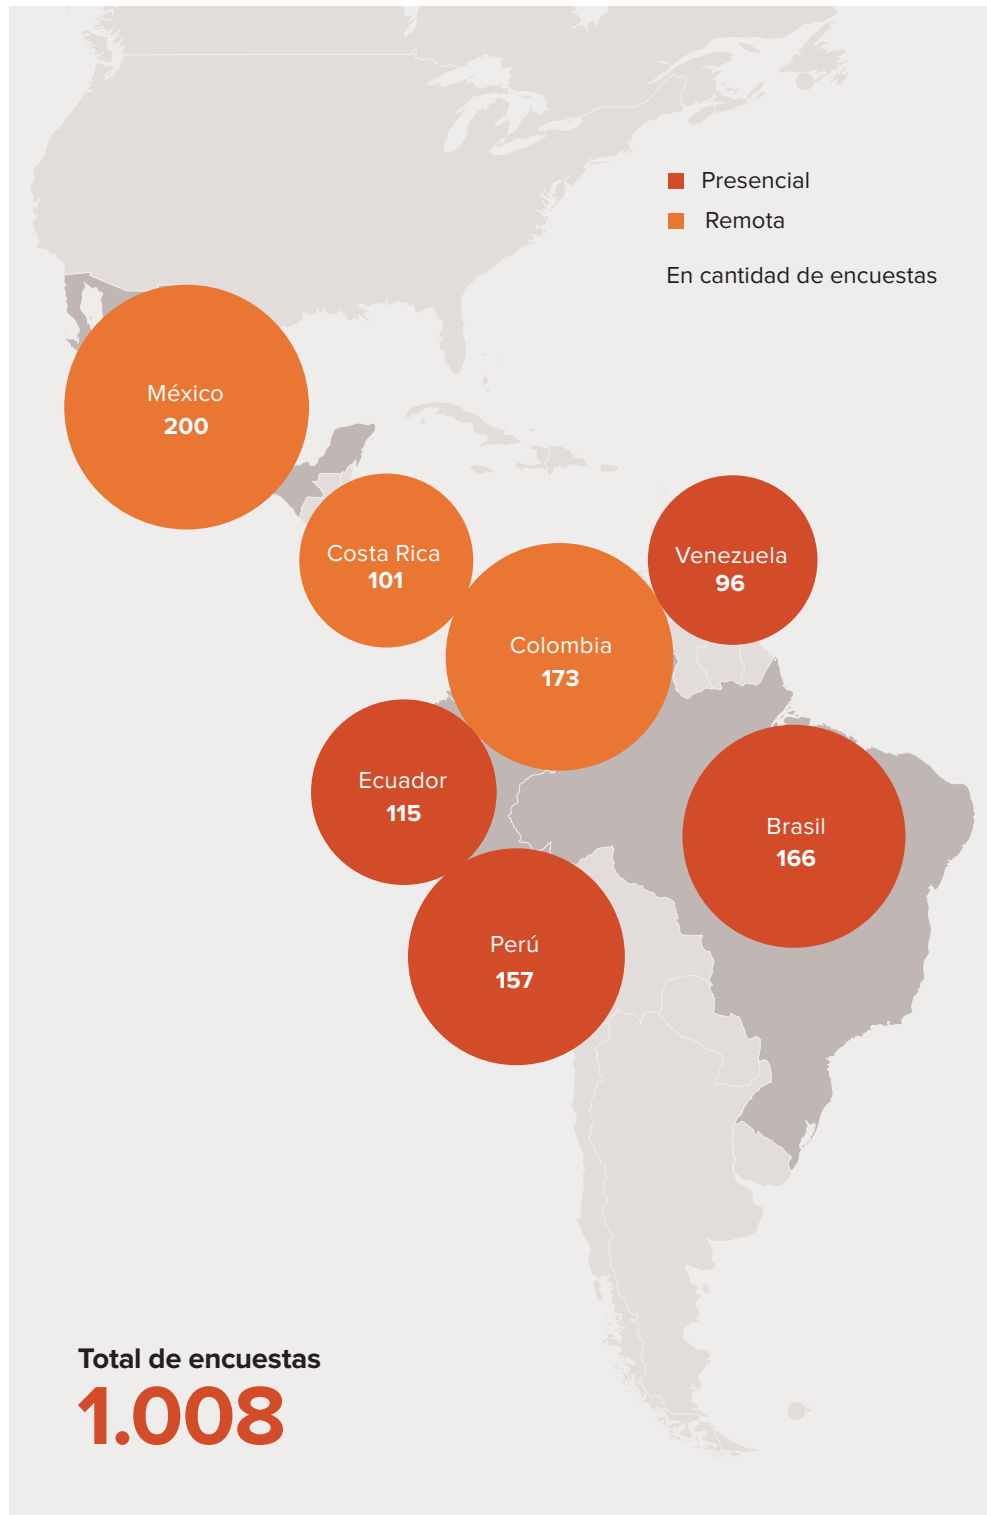 Presencial
Remota
En cantidad de encuestas
México
200
Costa Rica
101
Venezuela
96
Colombia
173
Ecuador
115
Brasil
166
Perú
157
Total de encuestas
1.008